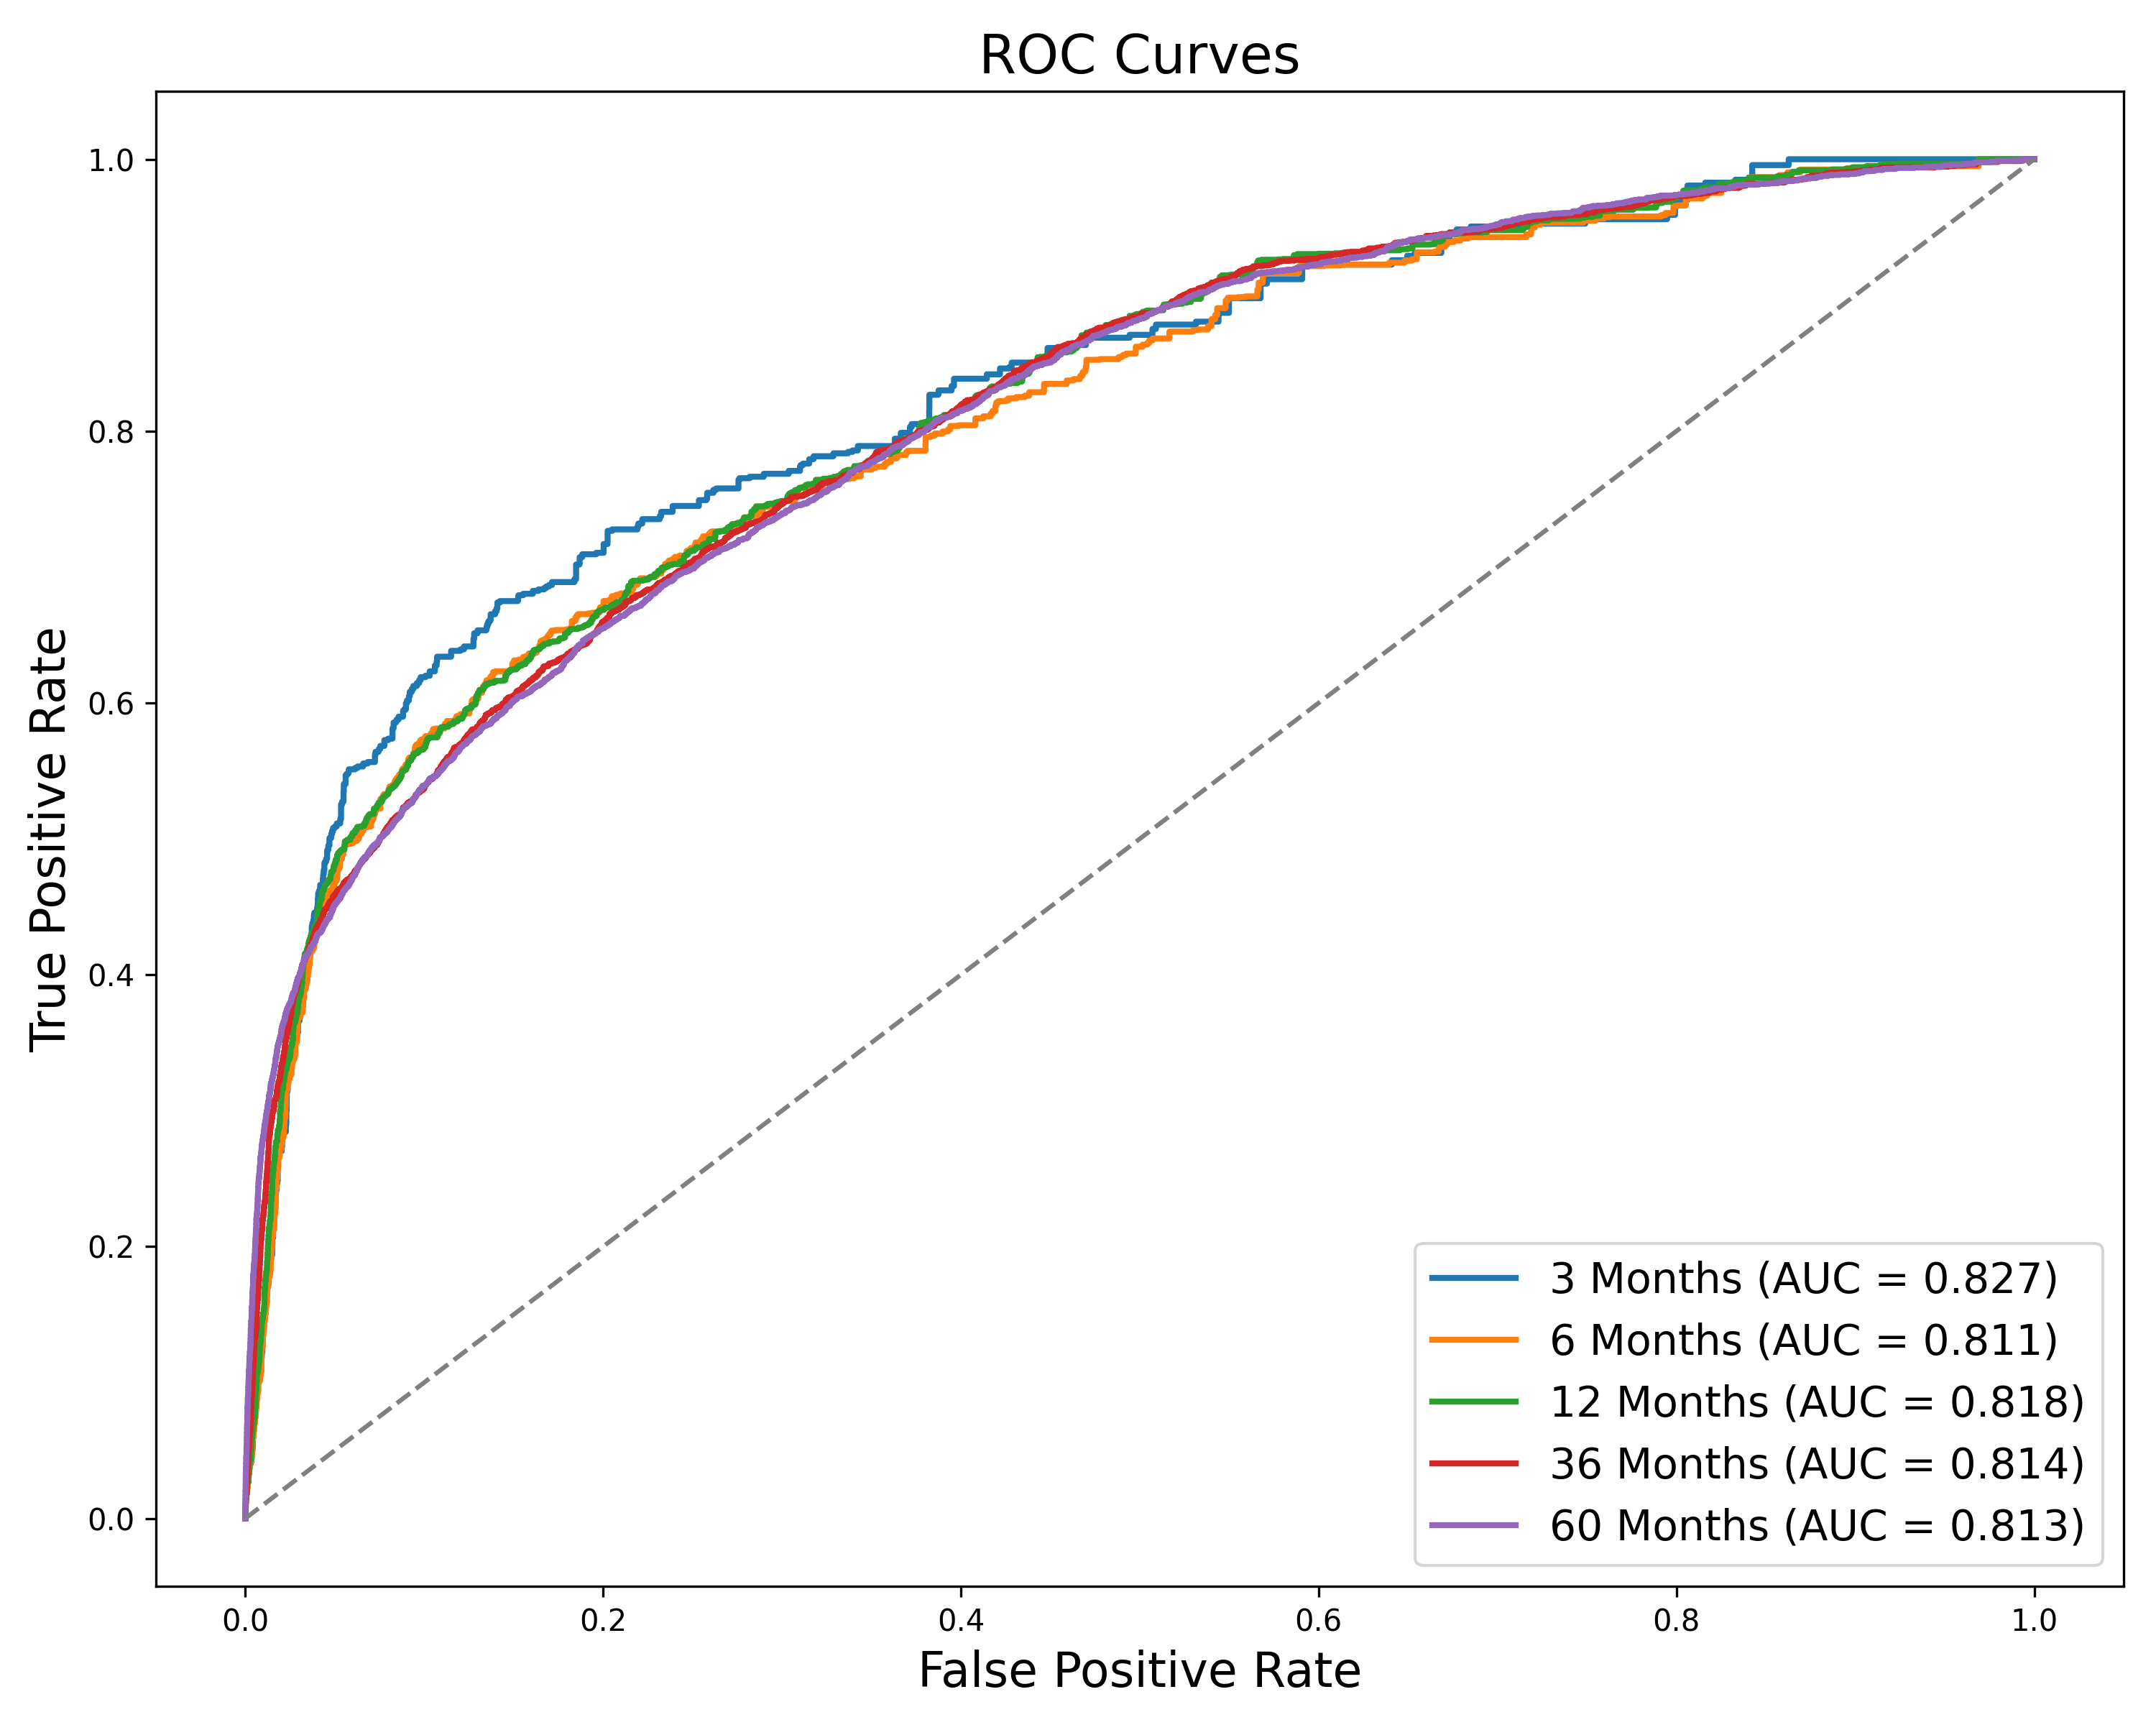 ROC Curves
True Positive Rate
1.0
0.8
0.6
0.4
0.2
0.0
0.0 0.2 0.4 0.6 0.8 1.0
False Positive Rate
3 Months (AUC = 0.827)
6 Months (AUC = 0.811)
12 Months (AUC = 0.818)
36 Months (AUC = 0.814)
60 Months (AUC = 0.813)